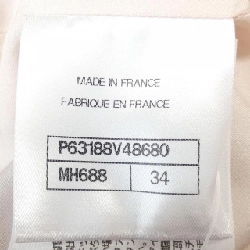 MADE IN FRANCE
FABRIQUE EN FRANCE
P63188V48680
MH688 34